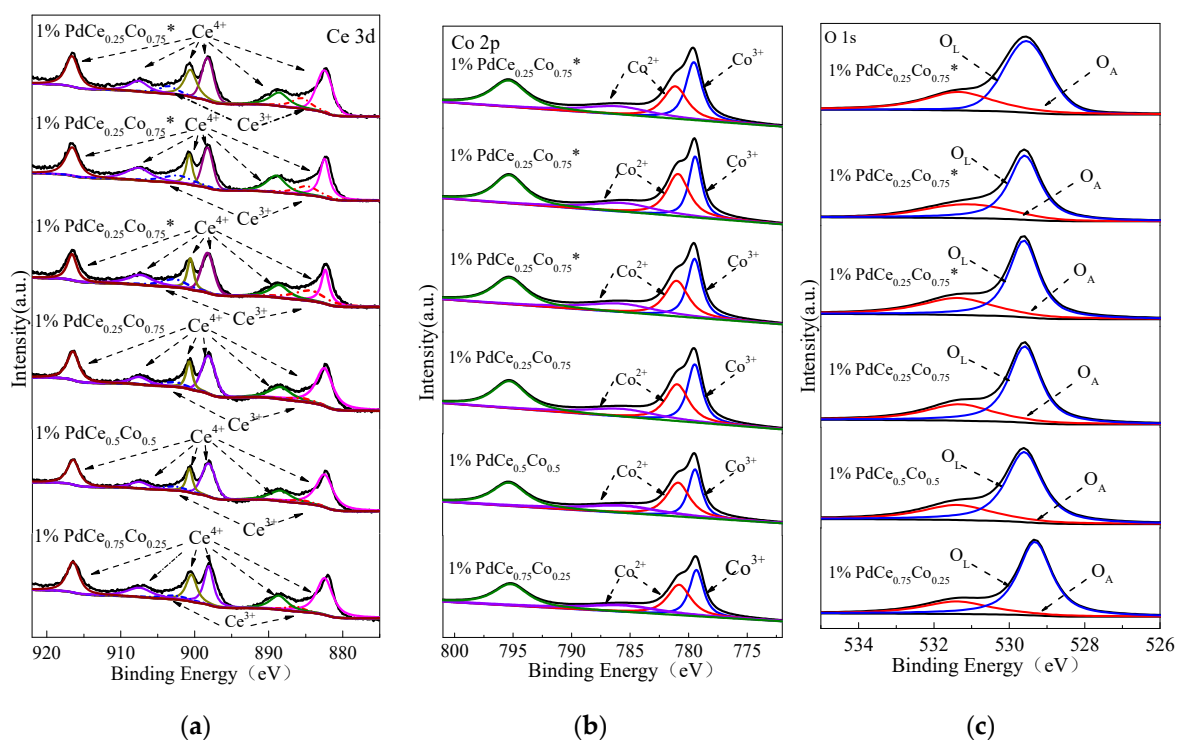 1% PdCe0.25Co0.75* Ce4+ Ce 3d
Ce3+
1% PdCe0.25Co0.75* Ce4+
Ce3+
1% PdCe0.25Co0.75* Ce4+
Ce3+
1% PdCe0.25Co0.75 Ce4+
Ce3+
1% PdCe0.5Co0.5 Ce4+
Ce3+
1% PdCe0.75Co0.25 Ce4+
Ce3+
Intensity(a.u.)
920 910 900 890 880
Binding Energy (eV)
(a)
Co 2p
1% PdCe0.25Co0.75* Co2+ Co3+
1% PdCe0.25Co0.75* Co2+ Co3+
1% PdCe0.25Co0.75* Co2+ Co3+
1% PdCe0.25Co0.75 Co2+ Co3+
1% PdCe0.5Co0.5 Co2+ Co3+
1% PdCe0.75Co0.25 Co2+ Co3+
Intensity(a.u.)
800 795 790 785 780 775
Binding Energy (eV)
(b)
O 1s
OL OA
1% PdCe0.25Co0.75*
OL OA
1% PdCe0.25Co0.75*
OL OA
1% PdCe0.25Co0.75*
OL OA
1% PdCe0.25Co0.75
OL OA
1% PdCe0.5Co0.5
OL OA
1% PdCe0.75Co0.25
Intensity(a.u.)
534 532 530 528 526
Binding Energy (eV)
(c)